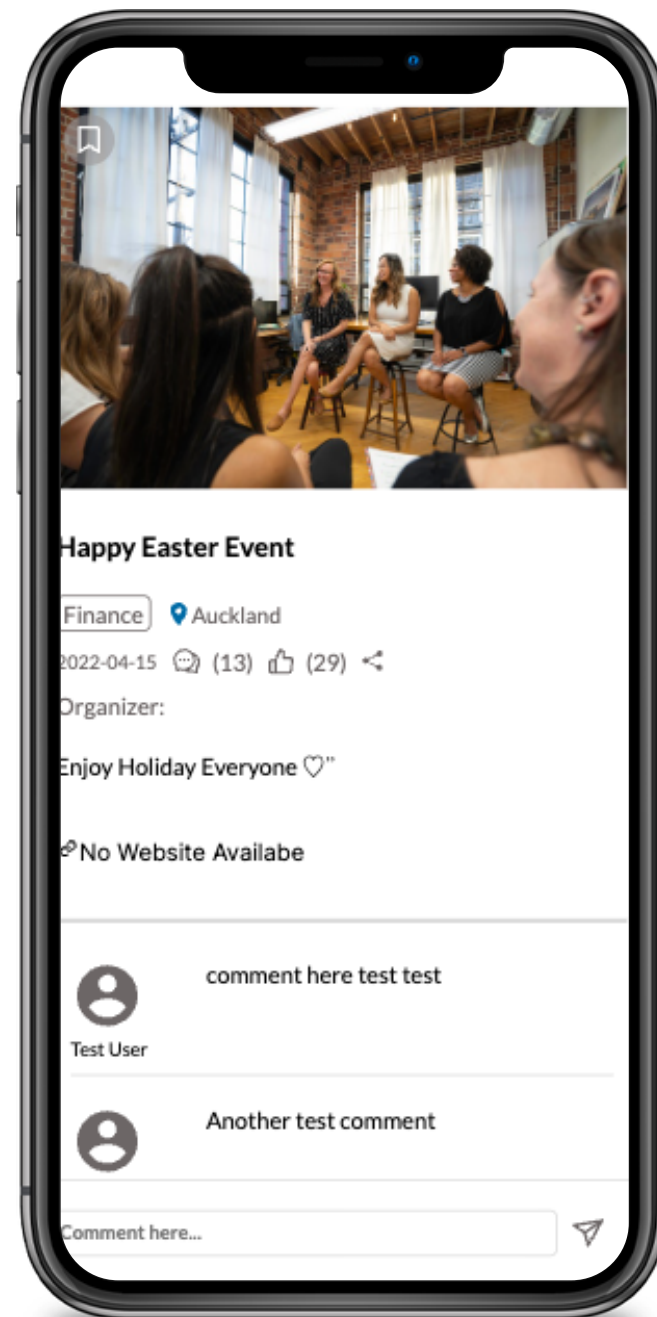 Happy Easter Event
Finance Auckland
2022-04-15 (13) (29)
Organizer:
Enjoy Holiday Everyone ♡"
No Website Availabe
comment here test test
Test User
Another test comment
Comment here...